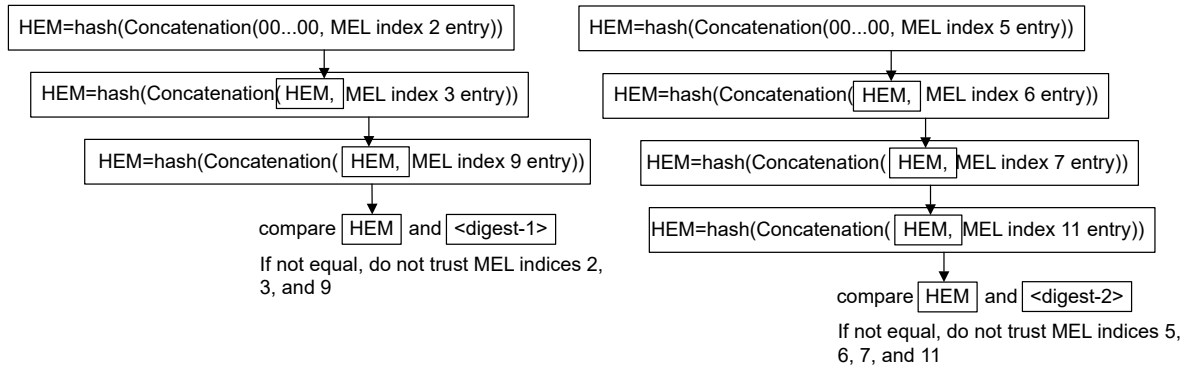 HEM=hash(Concatenation(00...00, MEL index 2 entry))
HEM=hash(Concatenation( HEM, MEL index 3 entry))
HEM=hash(Concatenation( HEM, MEL index 9 entry))
compare HEM and <digest-1>
If not equal, do not trust MEL indices 2,
3, and 9
HEM=hash(Concatenation(00...00, MEL index 5 entry))
HEM=hash(Concatenation( HEM, MEL index 6 entry))
HEM=hash(Concatenation( HEM, MEL index 7 entry))
HEM=hash(Concatenation( HEM, MEL index 11 entry))
compare HEM and <digest-2>
If not equal, do not trust MEL indices 5,
6, 7, and 11